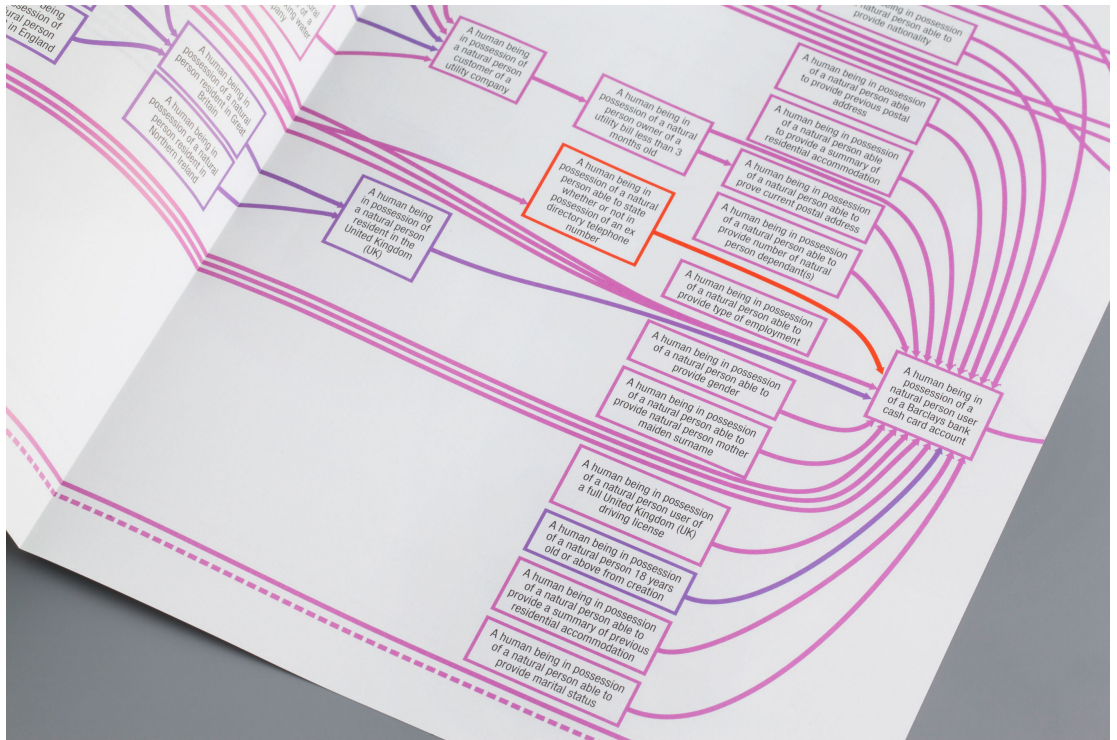 being
session of
natural person
in England
A human being in
possession of a natural
person resident in Great
Britain
A human being in
possession of a natural
person resident in
Northern Ireland
of a
water
A human being
in possession of
a natural person
customer of a
utility company
A human being in
possession of a natural
person owner of a
utility bill less than 3
months old
A human being in
possession of a natural
person able to state
whether or not in
possession of an ex
directory telephone
number
A human being
in possession of
a natural person
resident in the
United Kingdom
(UK)
natural person able to
provide nationality
A human being in possession
of a natural person able
to provide previous postal
address
A human being in possession
of a natural person able
to provide a summary of
residential accommodation
A human being in possession
of a natural person able to
prove current postal address
A human being in possession
of a natural person able to
provide number of natural
person dependant(s)
A human being in possession
of a natural person able to
provide type of employment
A human being in possession
of a natural person able to
provide gender
A human being in possession
of a natural person able to
provide natural person mother
maiden surname
A human being in possession
of a natural person user of
a full United Kingdom (UK)
driving license
A human being in possession
of a natural person 18 years
old or above from creation
A human being in possession
of a natural person able to
provide a summary of previous
residential accommodation
A human being in possession
of a natural person able to
provide marital status
A human being in
possession of a
natural person user
of a Barclays bank
cash card account